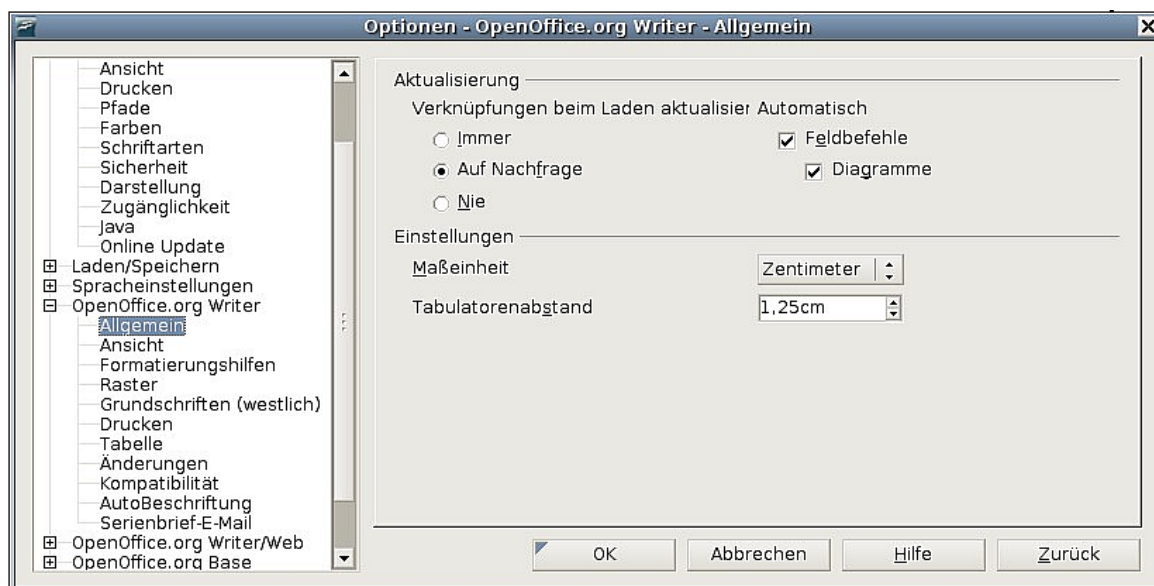 Optionen - OpenOffice.org Writer - Allgemein
Ansicht
Drucken
Pfade
Farben
Schriftarten
Sicherheit
Darstellung
Zugänglichkeit
Java
Online Update
Laden/Speichern
Spracheinstellungen
OpenOffice.org Writer
Allgemein
Ansicht
Formatierungshilfen
Raster
Grundschriften (westlich)
Drucken
Tabelle
Änderungen
Kompatibilität
AutoBeschriftung
Serienbrief-E-Mail
OpenOffice.org Writer/Web
OpenOffice.org Base
Aktualisierung
Verknüpfungen beim Laden aktualisier Automatisch
Immer Feldbefehle
Auf Nachfrage Diagramme
Nie
Einstellungen
Maßeinheit Zentimeter
Tabulatorenabstand 1,25cm
OK Abbrechen Hilfe Zurück